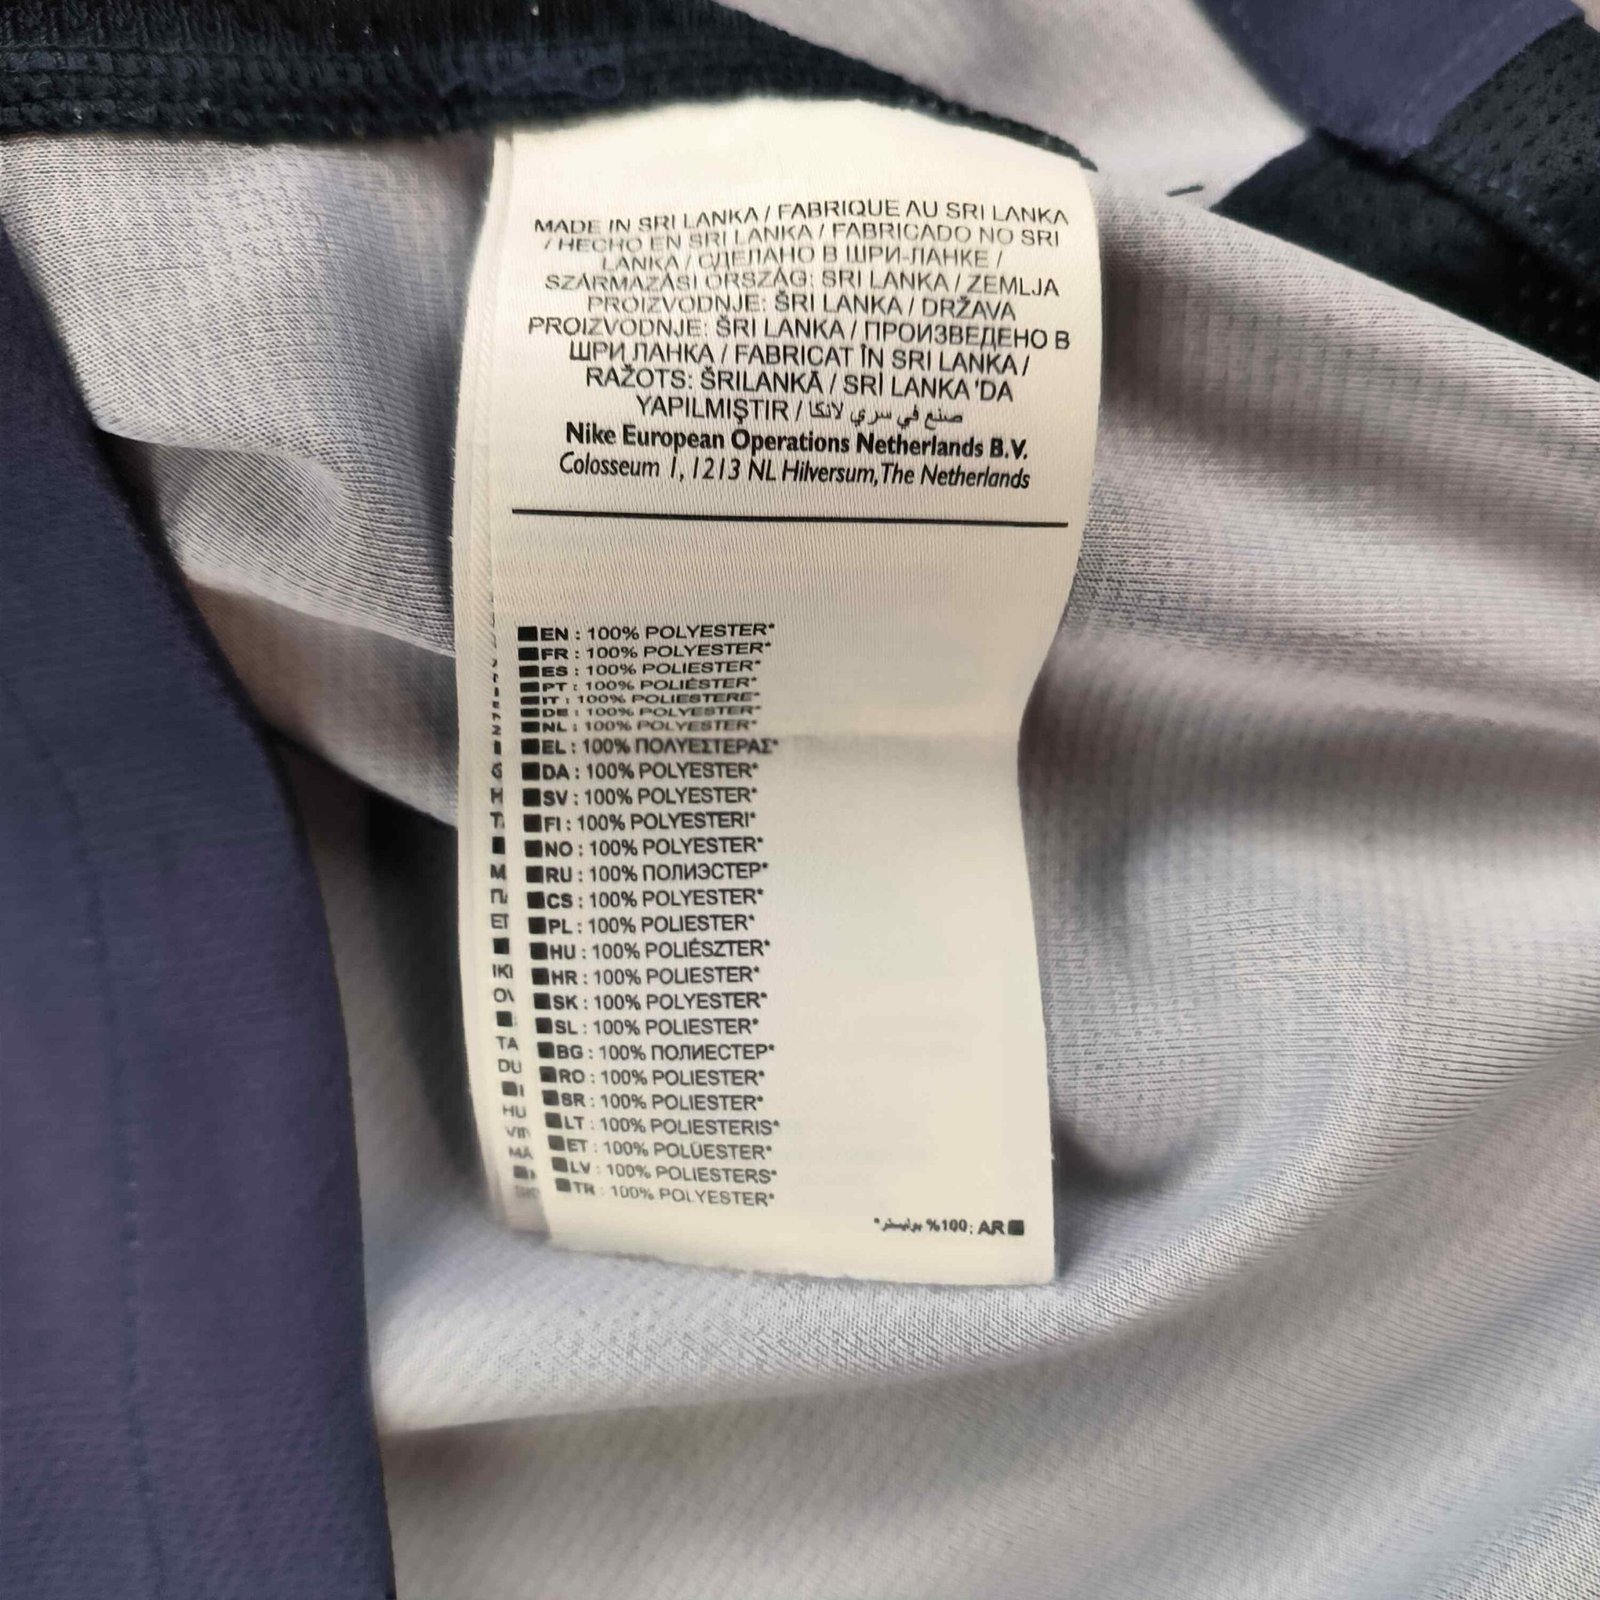 MADE IN SRI LANKA / FABRIQUE AU SRI LANKA
/ HECHO EN SRI LANKA / FABRICADO NO SRI
LANKA / СДЕЛАНО В ШРИ-ЛАНКЕ /
SZÁRMAZÁSI ORSZÁG: SRI LANKA / ZEMLJA
PROIZVODNJE: ŠRI LANKA / DRŽAVA
PROIZVODNJE: ŠRI LANKA / ПРОИЗВЕДЕНО В
ШРИ ЛАНКА / FABRICAT ÎN SRI LANKA /
RAŽOTS: ŠRILANKĀ / SRİ LANKA 'DA
YAPILMIŞTIR / صنع في سري لانكا
Nike European Operations Netherlands B.V.
Colosseum 1, 1213 NL Hilversum, The Netherlands
EN : 100% POLYESTER*
FR : 100% POLYESTER*
ES : 100% POLIESTER*
PT : 100% POLIÉSTER*
IT : 100% POLIESTERE*
DE : 100% POLYESTER*
NL : 100% POLYESTER*
EL : 100% ΠΟΛΥΕΣΤΕΡΑΣ*
DA : 100% POLYESTER*
SV : 100% POLYESTER*
FI : 100% POLYESTERI*
NO : 100% POLYESTER*
RU : 100% ПОЛИЭСТЕР*
CS : 100% POLYESTER*
PL : 100% POLIESTER*
HU : 100% POLIÉSZTER*
HR : 100% POLIESTER*
SK : 100% POLYESTER*
SL : 100% POLIESTER*
BG : 100% ПОЛИЕСТЕР*
RO : 100% POLIESTER*
SR : 100% POLIESTER*
LT : 100% POLIESTERIS*
ET : 100% POLÜESTER*
LV : 100% POLIESTERS*
TR : 100% POLYESTER*
AR : 100% بوليستر*